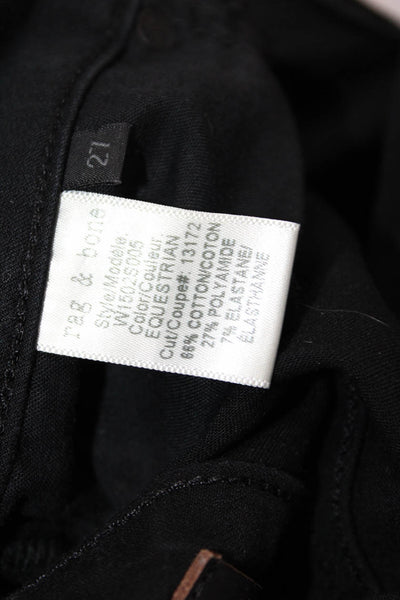 27
rag & bone
Style/Modele.
W1502S005
Color/Couleur
EQUESTRIAN
Cut/Coupe# 13172
66% COTTON/COTON
27% POLYAMIDE
7% ELASTANE/
ÉLASTHANNE